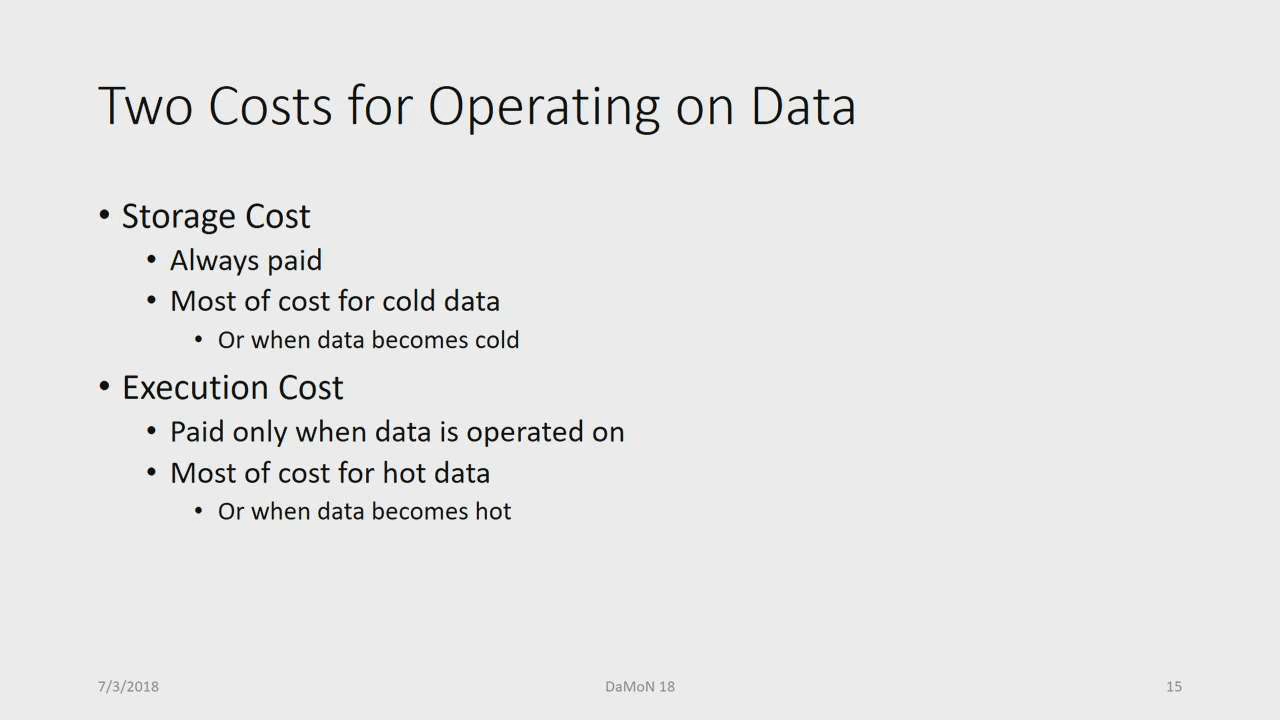 Two Costs for Operating on Data
• Storage Cost
• Always paid
• Most of cost for cold data
• Or when data becomes cold
• Execution Cost
• Paid only when data is operated on
• Most of cost for hot data
• Or when data becomes hot
7/3/2018
DaMoN 18
15